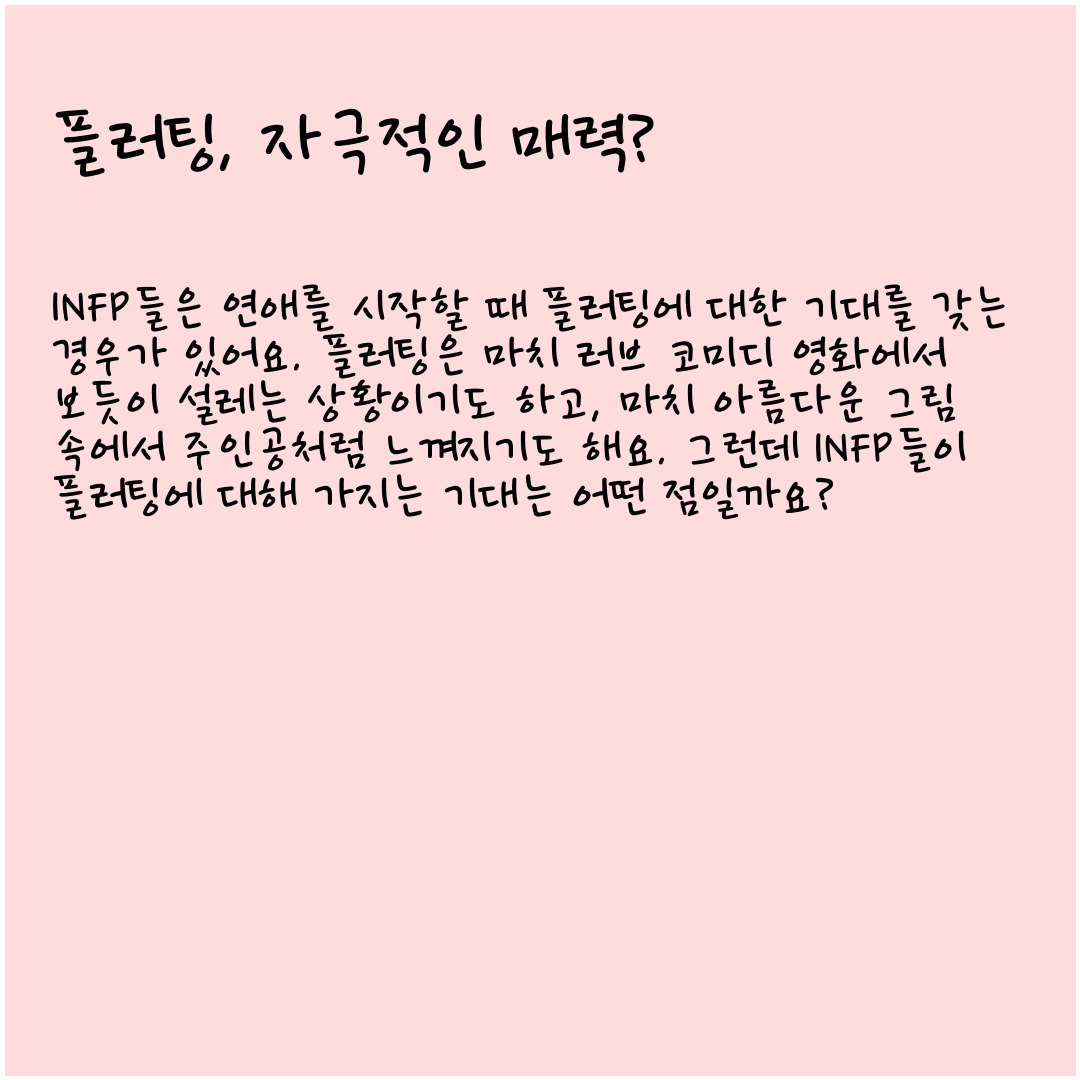 플러팅, 자극적인 매력?
INFP들은 연애를 시작할 때 플러팅에 대한 기대를 갖는
경우가 있어요. 플러팅은 마치 러브 코미디 영화에서
보듯이 설레는 상황이기도 하고, 마치 아름다운 그림
속에서 주인공처럼 느껴지기도 해요. 그런데 INFP들이
플러팅에 대해 가지는 기대는 어떤 점일까요?